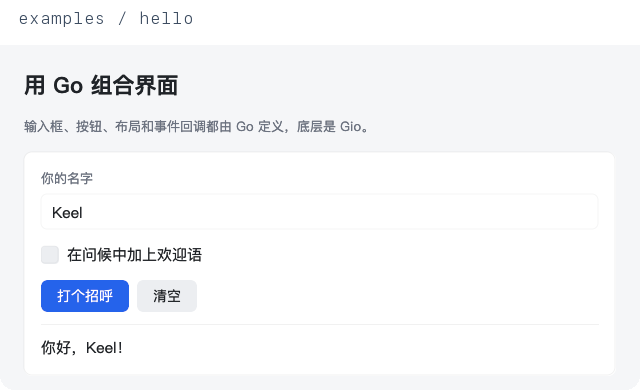 examples / hello
用 Go 组合界面
输入框、按钮、布局和事件回调都由 Go 定义，底层是 Gio。
你的名字
Keel
在问候中加上欢迎语
打个招呼 清空
你好，Keel！